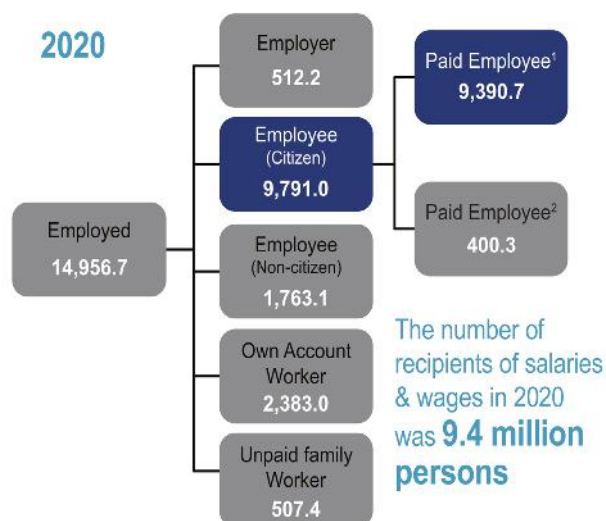 2020
Employer
512.2
Paid Employee¹
9,390.7
Employee
(Citizen)
9,791.0
Employed
14,956.7
Paid Employee²
400.3
Employee
(Non-citizen)
1,763.1
Own Account
Worker
2,383.0
Unpaid family
Worker
507.4
The number of
recipients of salaries
& wages in 2020
was 9.4 million
persons